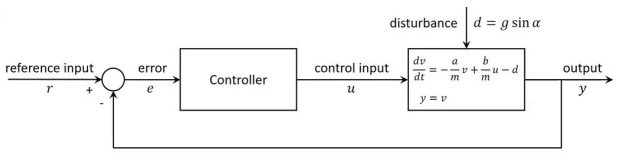 disturbance d = g sin α
reference input
r
+
-
error
e
Controller
control input
u
dv/dt = -a/m v + b/m u - d
y = v
output
y